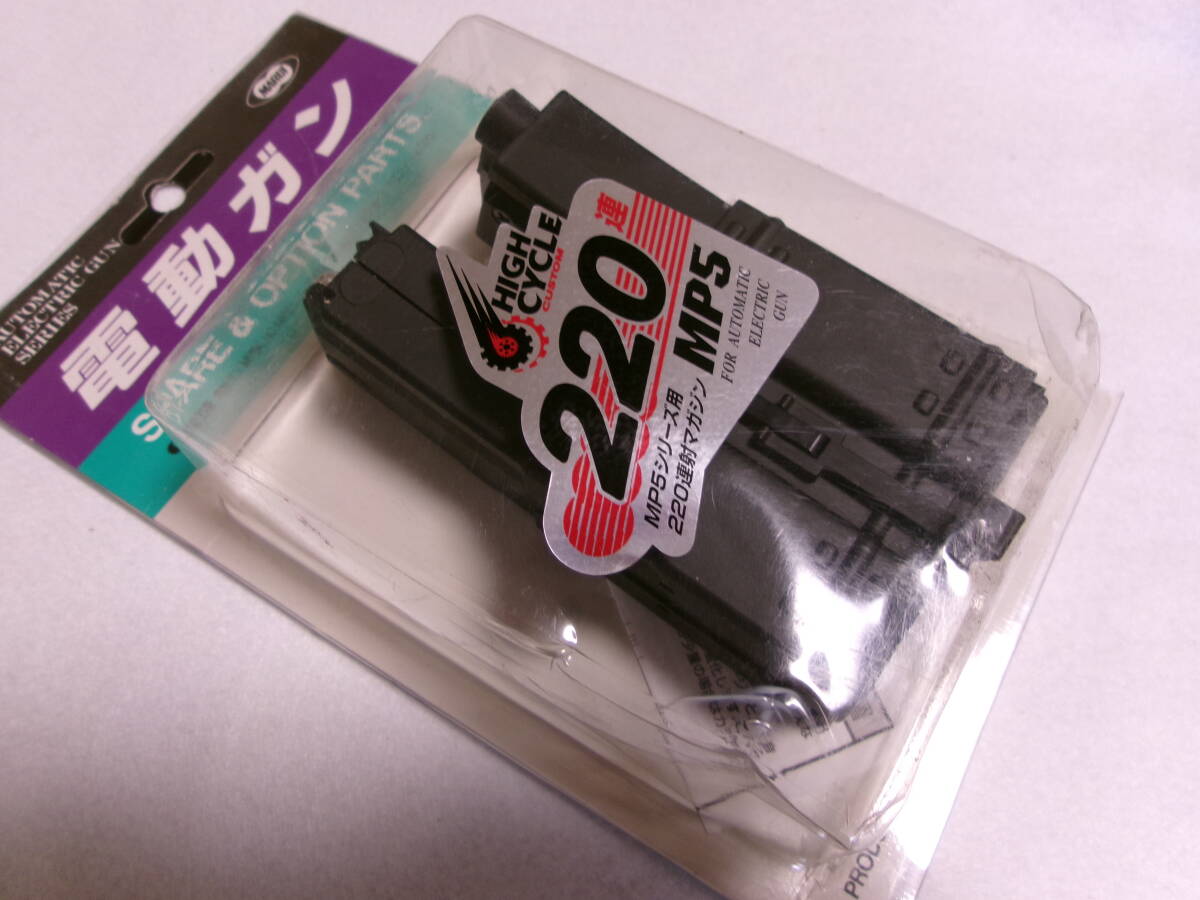 MARUI
AUTOMATIC
ELECTRIC GUN
SERIES
電動ガン
SPARE & OPTION PARTS
HIGH
CYCLE
CUSTOM
220連
MP5
FOR AUTOMATIC
ELECTRIC
GUN
MP5シリーズ用
220連射マガジン